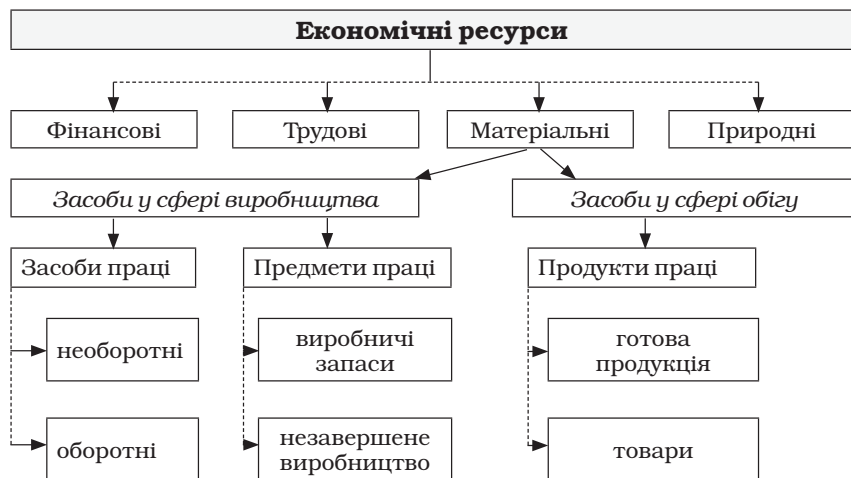 Економічні ресурси
Фінансові
Трудові
Матеріальні
Природні
Засоби у сфері виробництва
Засоби у сфері обігу
Засоби праці
Предмети праці
Продукти праці
необоротні
виробничі
запаси
готова
продукція
оборотні
незавершене
виробництво
товари